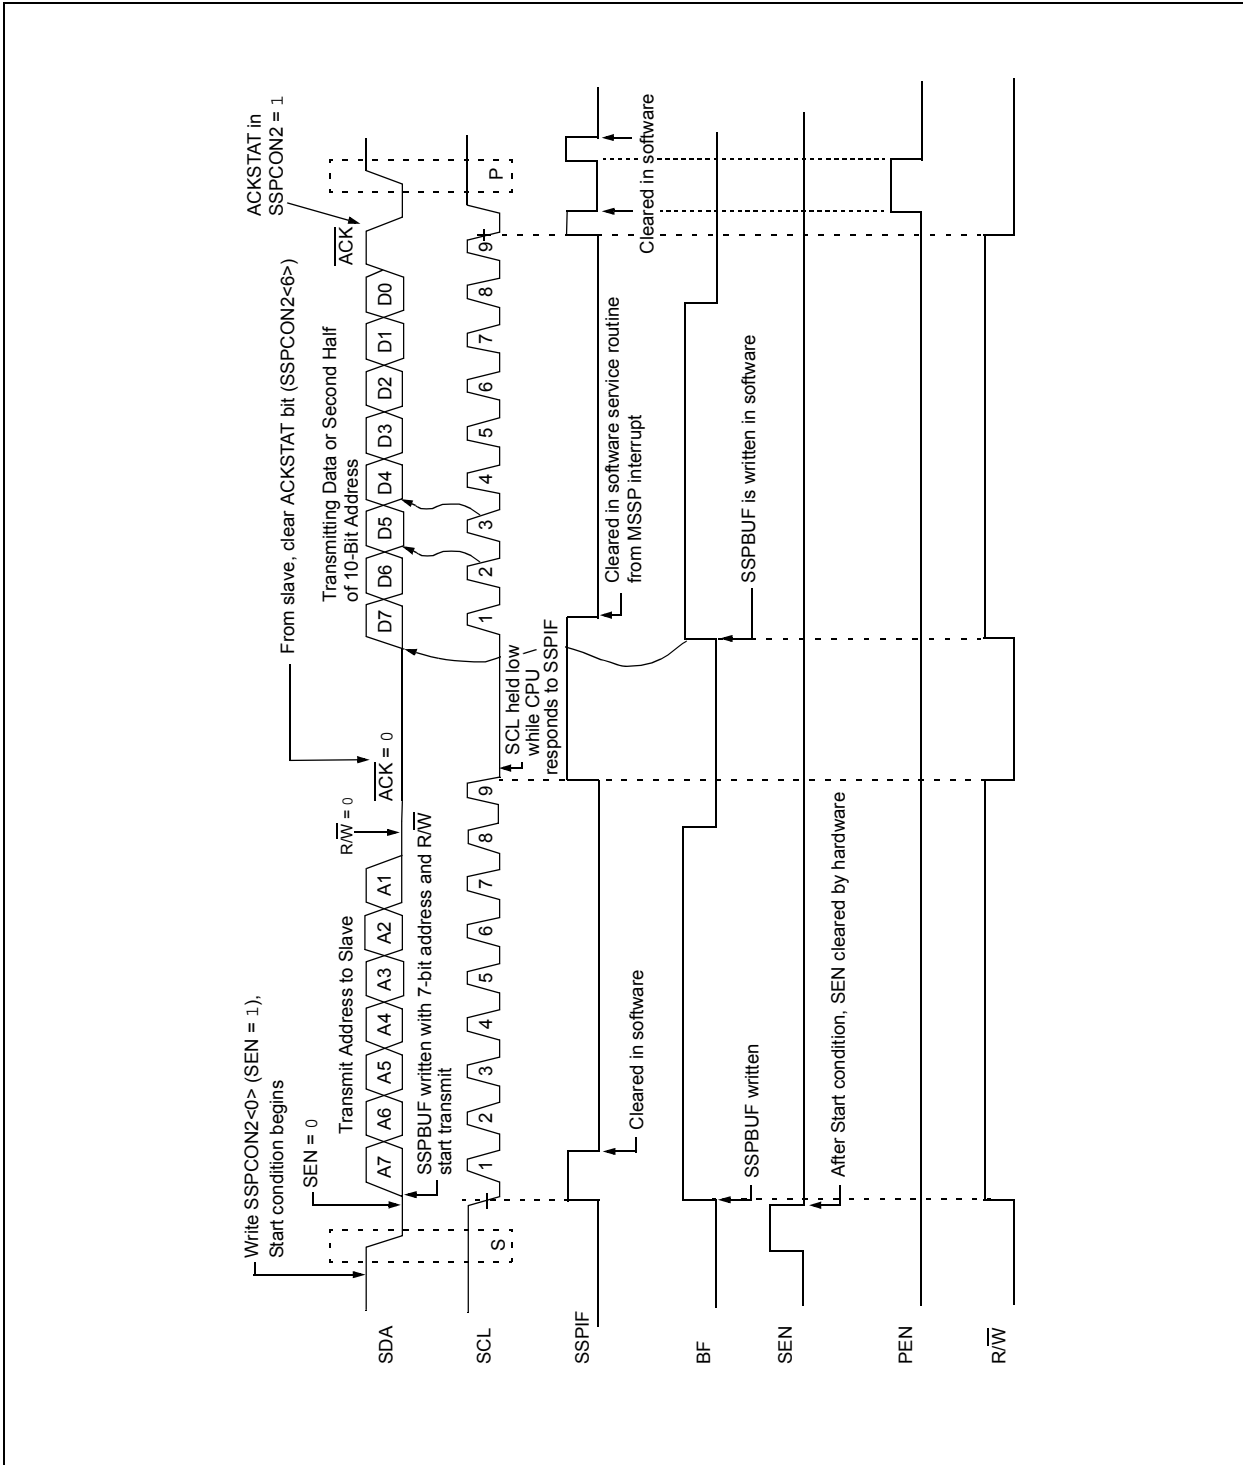 Write SSPCON2<0> (SEN = 1),
Start condition begins
SEN = 0
Transmit Address to Slave
R/W = 0
From slave, clear ACKSTAT bit (SSPCON2<6>)
ACK = 0
Transmitting Data or Second Half
of 10-Bit Address
ACKSTAT in
SSPCON2 = 1
ACK
SDA
A7 A6 A5 A4 A3 A2 A1
D7 D6 D5 D4 D3 D2 D1 D0
SSPBUF written with 7-bit address and R/W
start transmit
SCL
S
1 2 3 4 5 6 7 8 9
1 2 3 4 5 6 7 8 9
P
SCL held low
while CPU
responds to SSPIF
SSPIF
Cleared in software
Cleared in software service routine
from MSSP interrupt
Cleared in software
BF
SSPBUF written
SSPBUF is written in software
SEN
After Start condition, SEN cleared by hardware
PEN
R/W